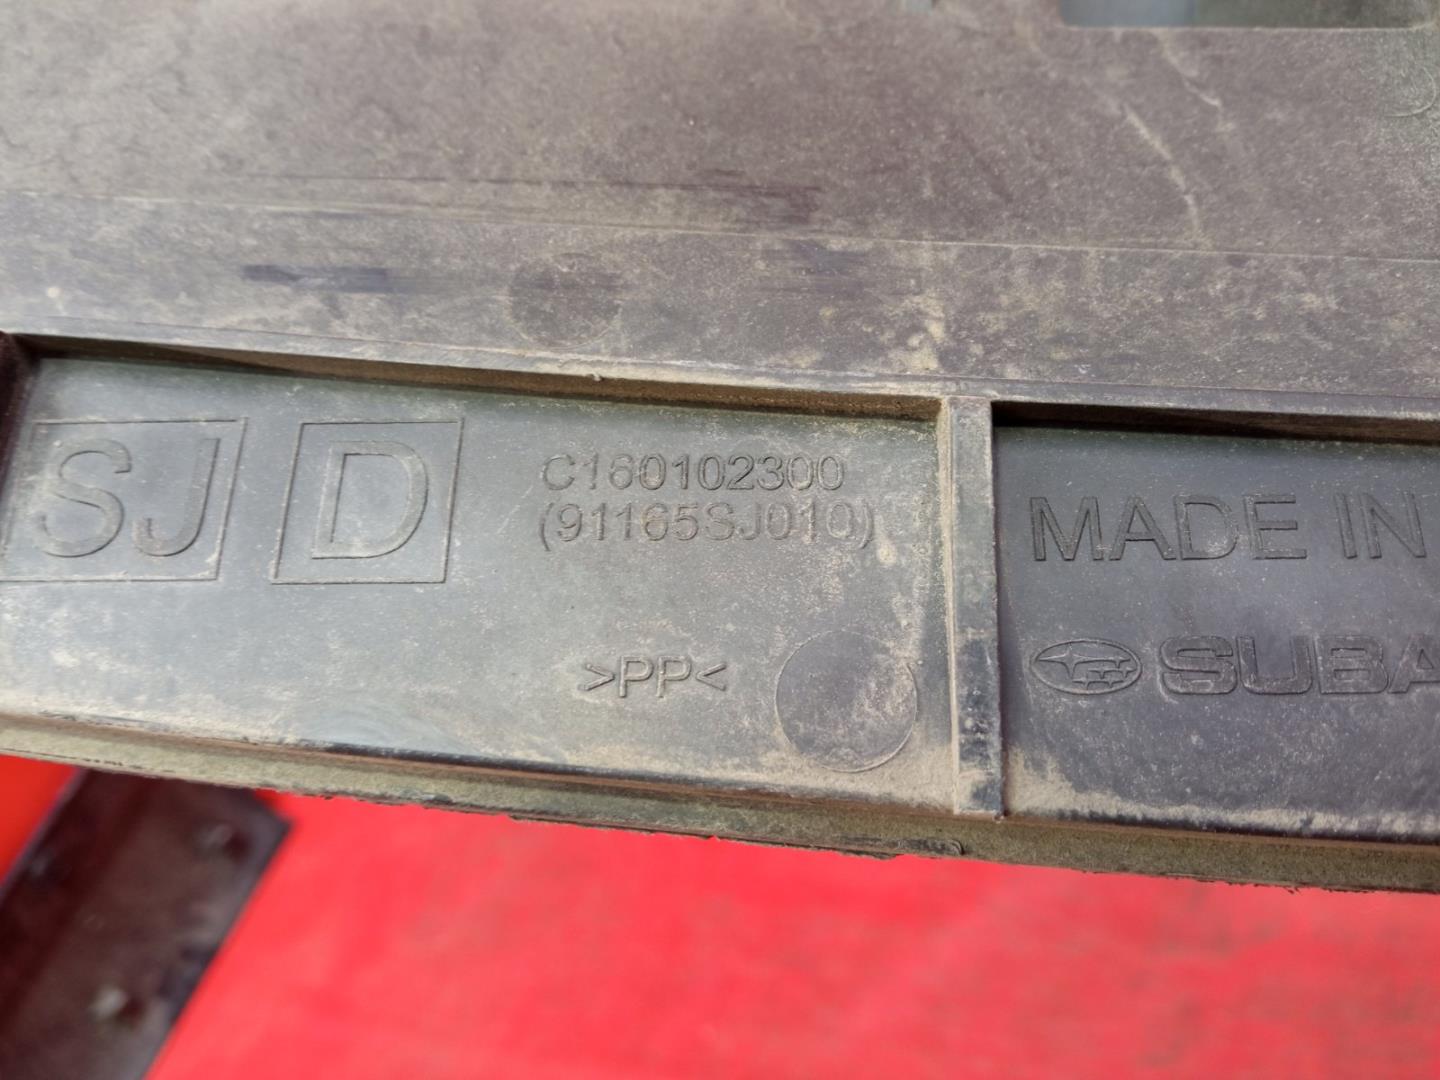 SJ D C160102300
(91165SJ010)
>PP<
MADE IN
SUBA